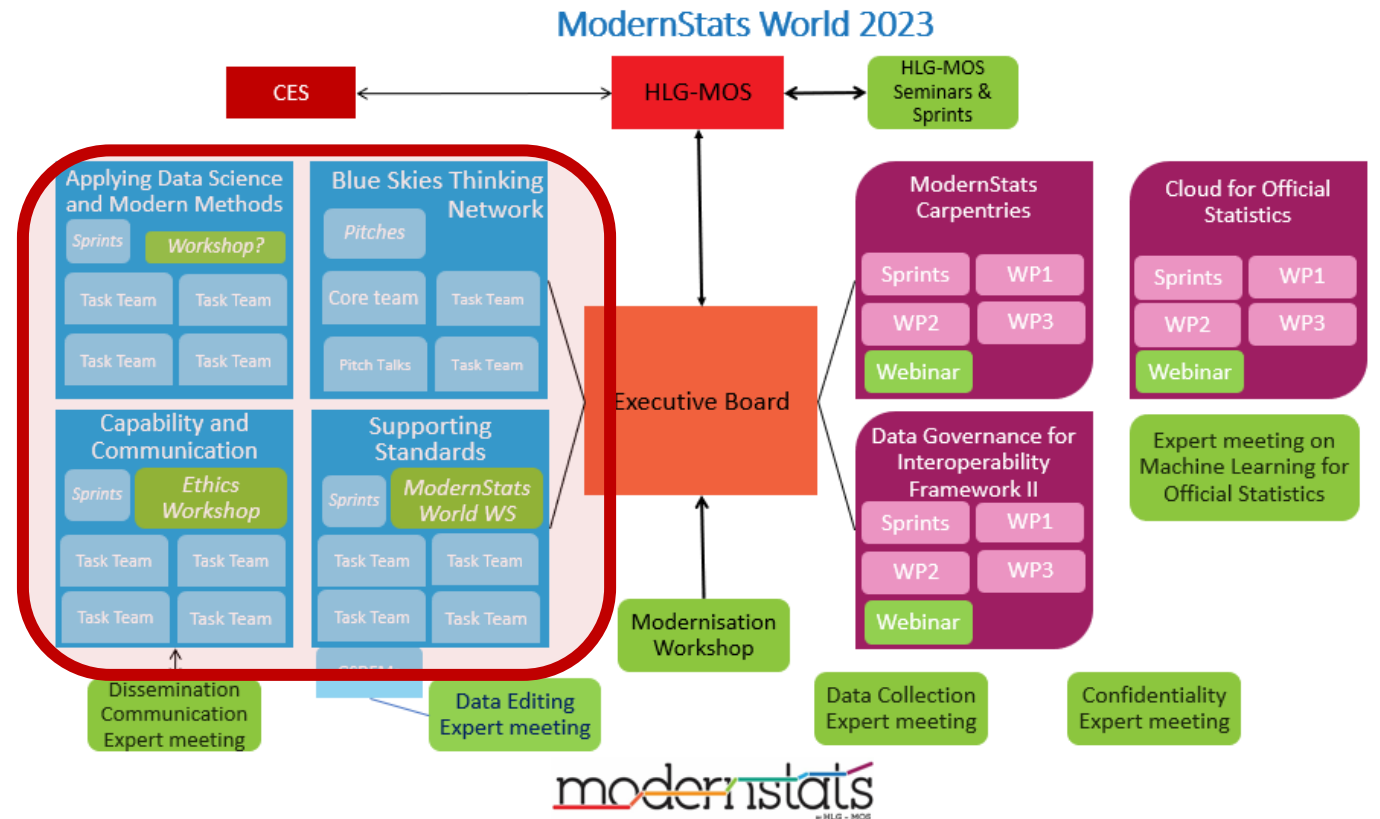 ModernStats World 2023
CES
HLG-MOS
HLG-MOS
Seminars &
Sprints
Applying Data Science
and Modern Methods
Sprints
Workshop?
Task Team
Task Team
Task Team
Task Team
Blue Skies Thinking
Network
Pitches
Core team
Task Team
Pitch Talks
Task Team
Capability and
Communication
Sprints
Ethics
Workshop
Task Team
Task Team
Task Team
Task Team
Supporting
Standards
Sprints
ModernStats
World WS
Task Team
Task Team
Task Team
Task Team
Executive Board
ModernStats
Carpentries
Sprints
WP1
WP2
WP3
Webinar
Cloud for Official
Statistics
Sprints
WP1
WP2
WP3
Webinar
Data Governance for
Interoperability
Framework II
Sprints
WP1
WP2
WP3
Webinar
Expert meeting on
Machine Learning for
Official Statistics
Modernisation
Workshop
Dissemination
Communication
Expert meeting
Data Editing
Expert meeting
Data Collection
Expert meeting
Confidentiality
Expert meeting
modernstats
by HLG - MOS